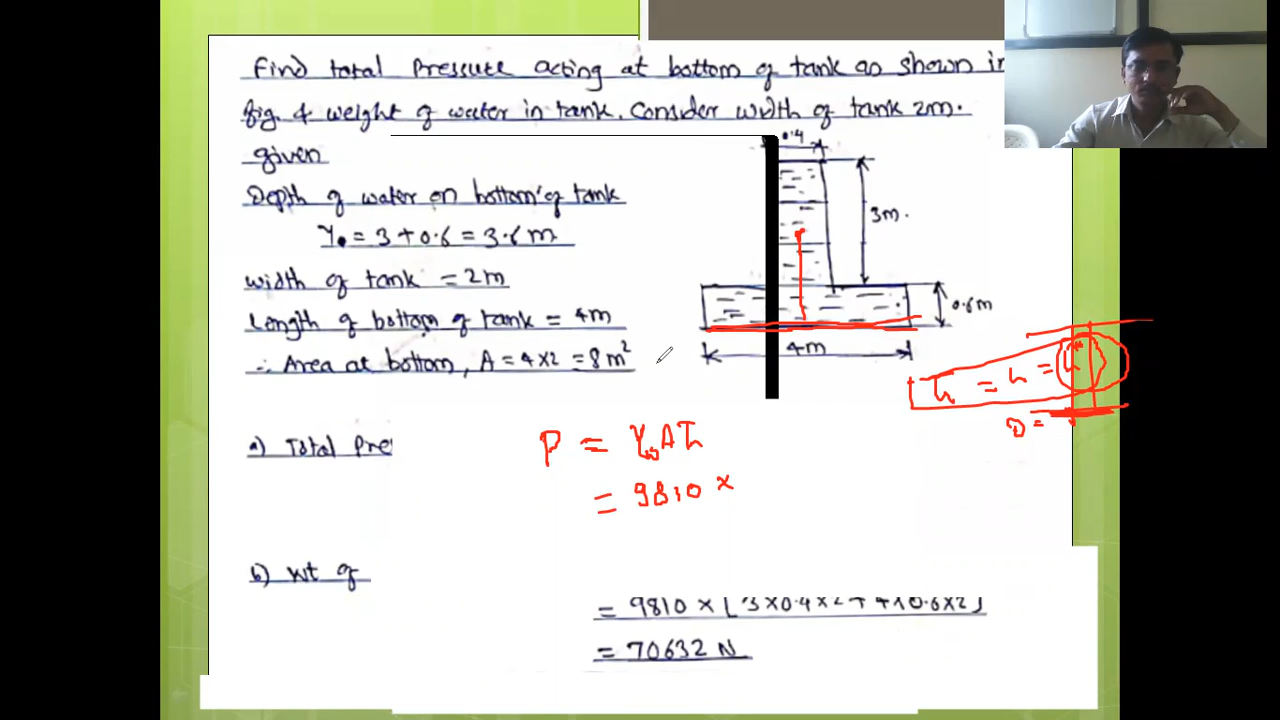 Find total Pressure acting at bottom of tank as shown in
fig. & weight of water in tank. Consider width of tank 2m.
given
Depth of water on bottom of tank
= 3 + 0.6 = 3.6 m
width of tank = 2m
Length of bottom of tank = 4m
∴ Area at bottom, A = 4×2 = 8 m²
0.4
3m.
0.6m
4m
h̄ = h =
D =
a) Total Pre
P = γw A h̄
= 9810 ×
b) wt of
= 9810 × [ 3×0.4×2 + 4×0.6×2 ]
= 70632 N